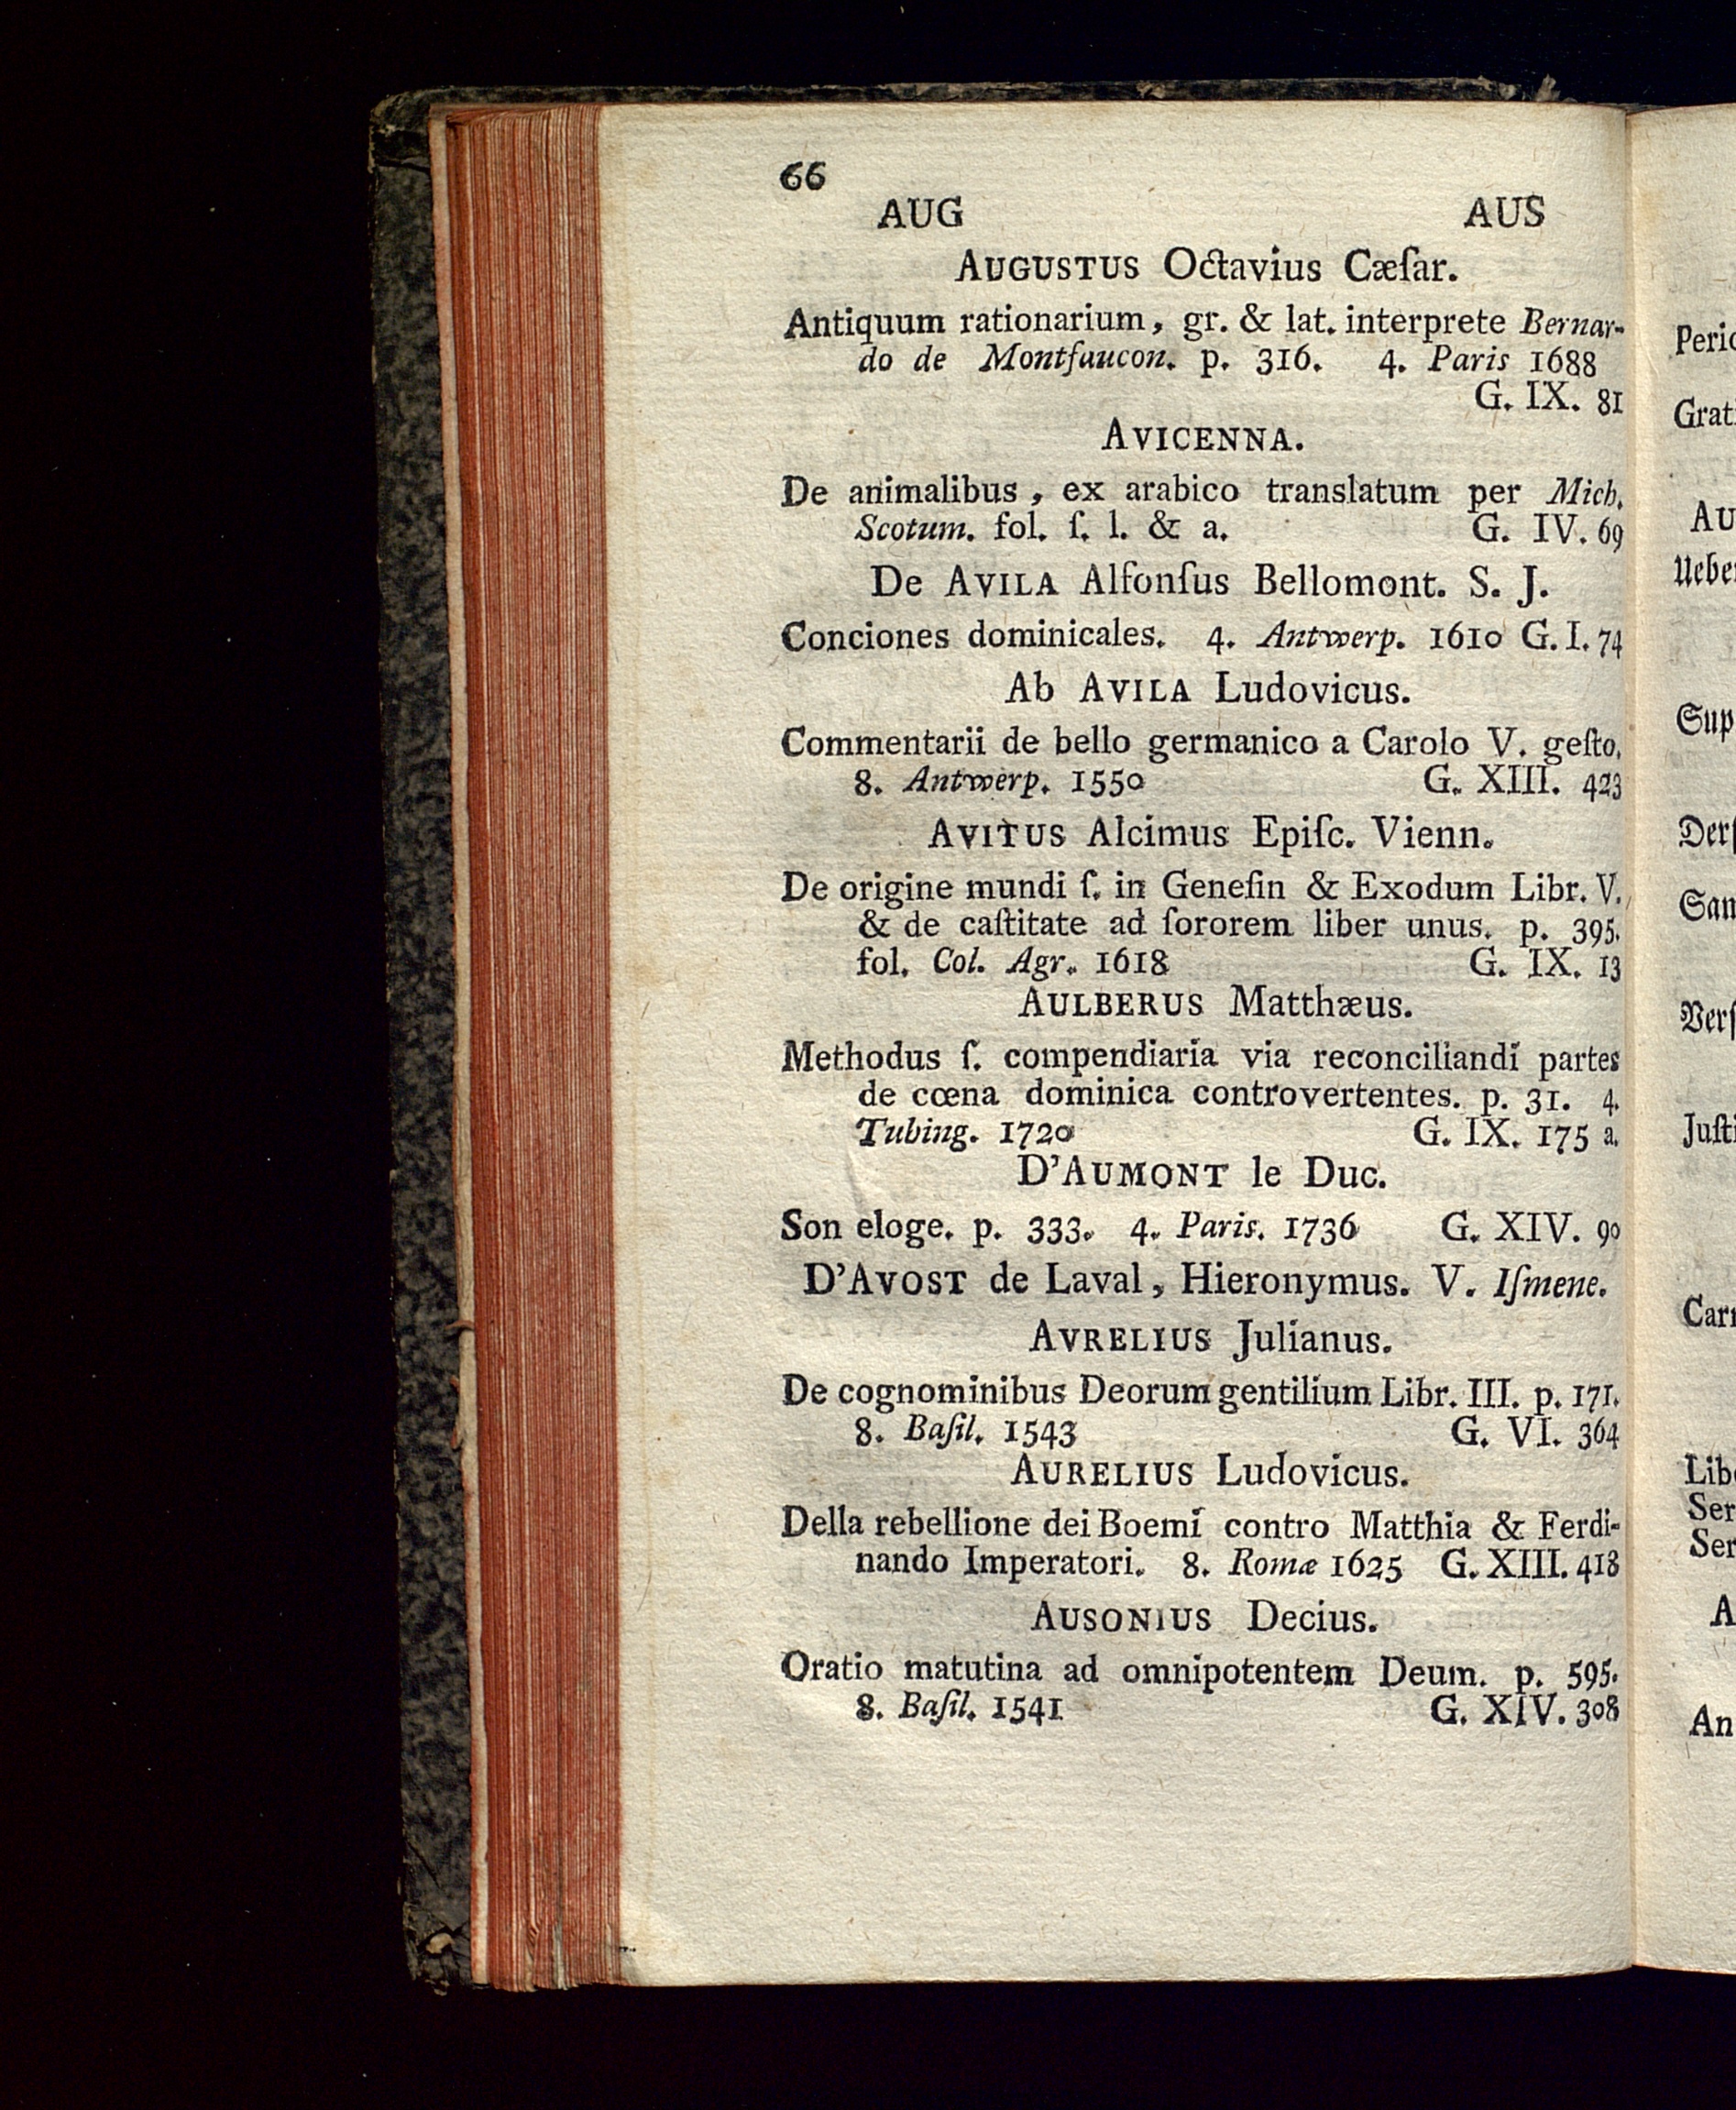 66
AUG AUS
AUGUSTUS Octavius Cæſar.
Antiquum rationarium, gr. & lat. interprete Bernar-
do de Montfaucon. p. 316. 4. Paris 1688
G. IX. 81
AVICENNA.
De animalibus, ex arabico translatum per Mich.
Scotum. fol. ſ. l. & a. G. IV. 69
De AVILA Alfonſus Bellomont. S. J.
Conciones dominicales. 4. Antwerp. 1610 G. I. 74
Ab AVILA Ludovicus.
Commentarii de bello germanico a Carolo V. geſto.
8. Antwerp. 1550 G. XIII. 423
AVITUS Alcimus Epiſc. Vienn.
De origine mundi ſ. in Geneſin & Exodum Libr. V.
& de caſtitate ad ſororem liber unus. p. 395.
fol. Col. Agr. 1618 G. IX. 13
AULBERUS Matthæus.
Methodus ſ. compendiaria via reconciliandi partes
de cœna dominica controvertentes. p. 31. 4.
Tubing. 1720 G. IX. 175 a.
D'AUMONT le Duc.
Son eloge. p. 333. 4. Paris. 1736 G. XIV. 90
D'AVOST de Laval, Hieronymus. V. Iſmene.
AVRELIUS Julianus.
De cognominibus Deorum gentilium Libr. III. p. 171.
8. Baſil. 1543 G. VI. 364
AURELIUS Ludovicus.
Della rebellione dei Boemi contro Matthia & Ferdi-
nando Imperatori. 8. Romæ 1625 G. XIII. 418
AUSONIUS Decius.
Oratio matutina ad omnipotentem Deum. p. 595.
8. Baſil. 1541 G. XIV. 308